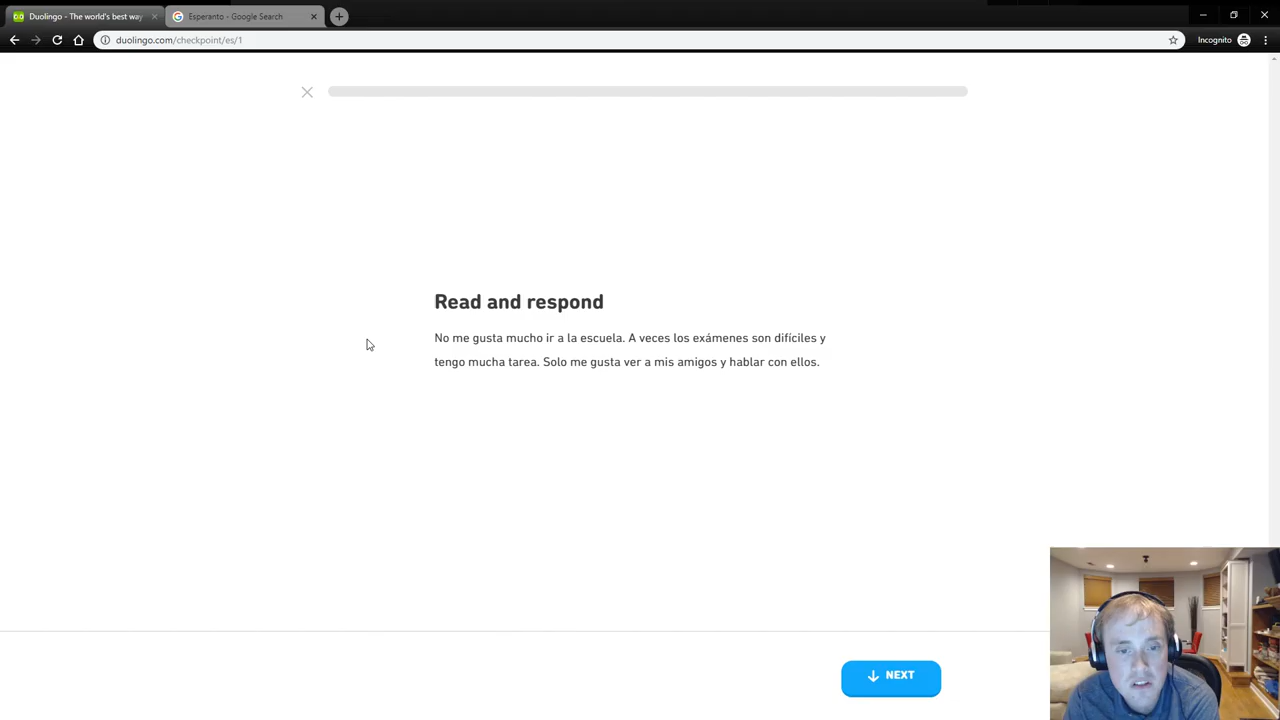 Duolingo - The world's best way
Esperanto - Google Search
duolingo.com/checkpoint/es/1
Incognito
Read and respond
No me gusta mucho ir a la escuela. A veces los exámenes son difíciles y
tengo mucha tarea. Solo me gusta ver a mis amigos y hablar con ellos.
NEXT